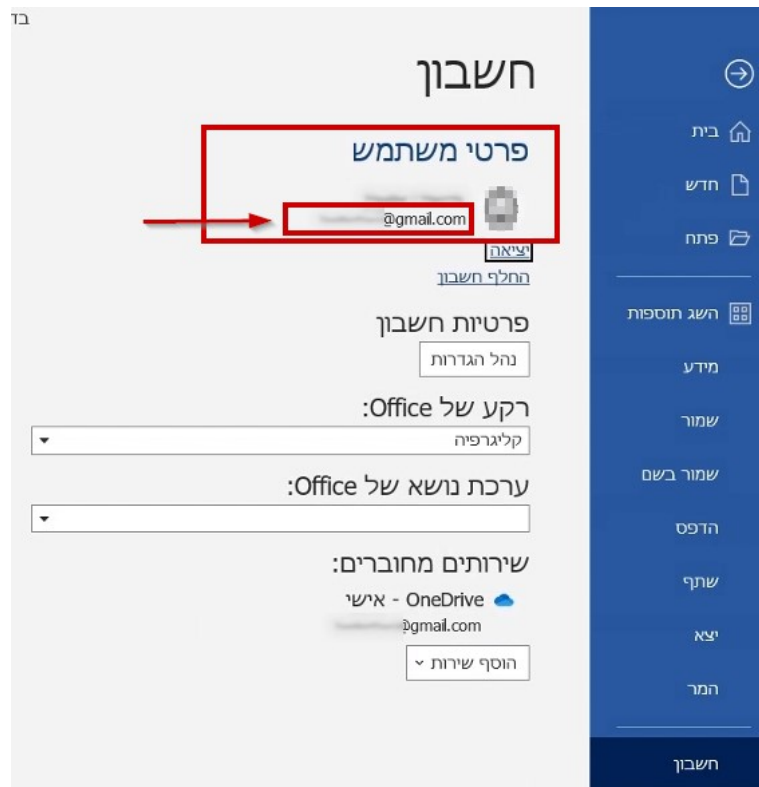 בד
חשבון
פרטי משתמש
@gmail.com
יציאה
החלף חשבון
פרטיות חשבון
נהל הגדרות
רקע של Office:
קליגרפיה
ערכת נושא של Office:
שירותים מחוברים:
OneDrive - אישי
@gmail.com
הוסף שירות
בית
חדש
פתח
השג תוספות
מידע
שמור
שמור בשם
הדפס
שתף
יצא
המר
חשבון